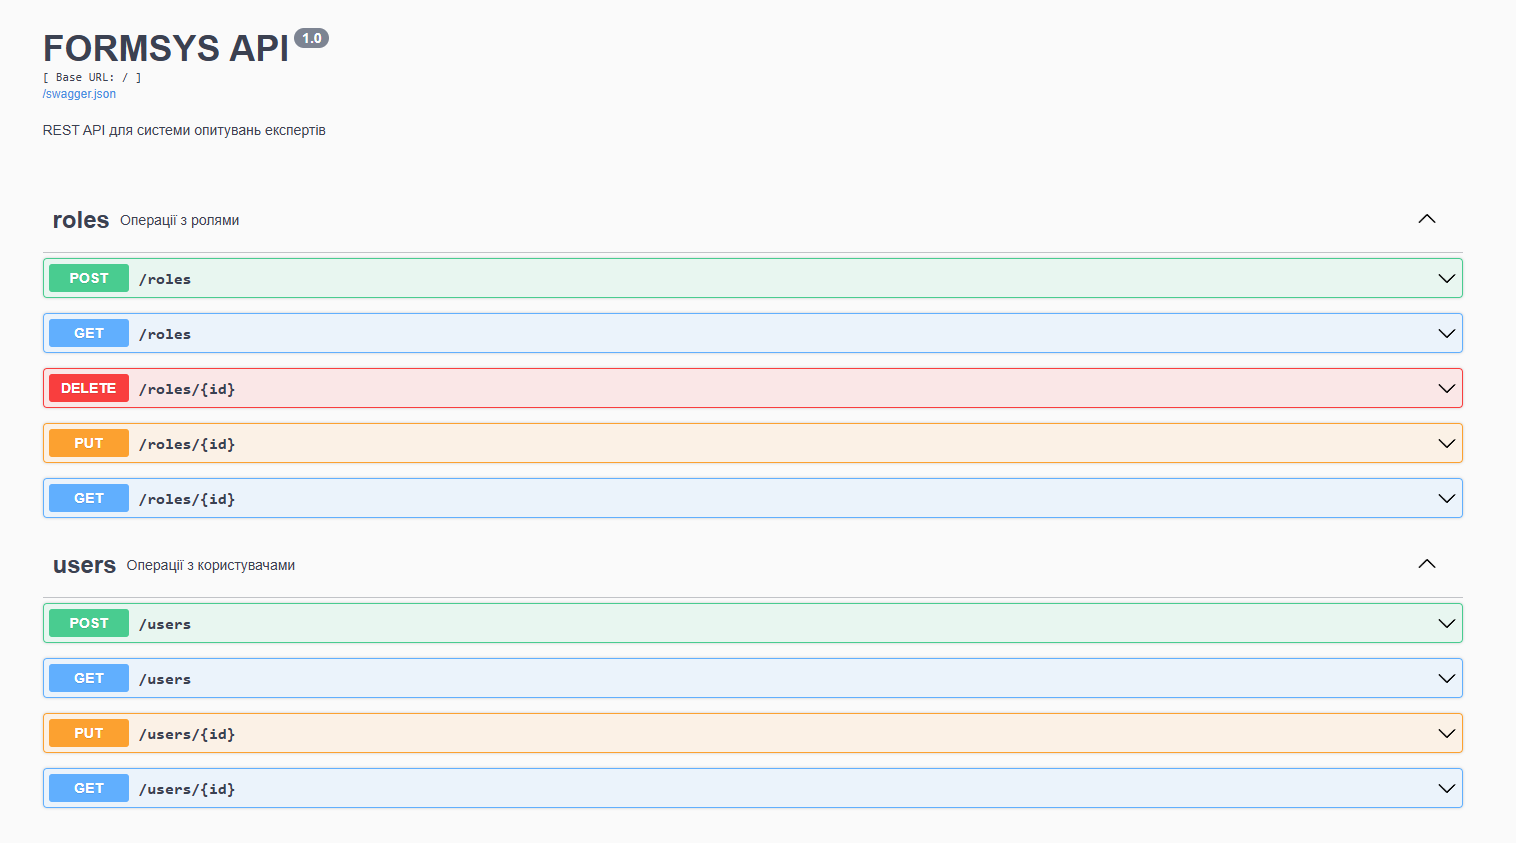 FORMSYS API 1.0
[ Base URL: / ]
/swagger.json
REST API для системи опитувань експертів
roles Операції з ролями
POST /roles
GET /roles
DELETE /roles/{id}
PUT /roles/{id}
GET /roles/{id}
users Операції з користувачами
POST /users
GET /users
PUT /users/{id}
GET /users/{id}